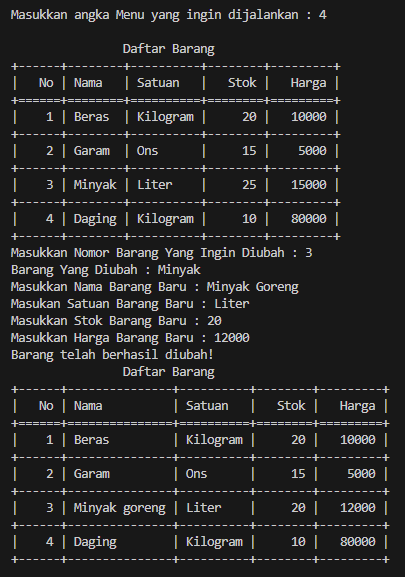 Masukkan angka Menu yang ingin dijalankan : 4
Daftar Barang
+------+--------+----------+--------+---------+
|   No | Nama   | Satuan   |   Stok |   Harga |
+======+========+==========+========+=========+
|    1 | Beras  | Kilogram |     20 |   10000 |
+------+--------+----------+--------+---------+
|    2 | Garam  | Ons      |     15 |    5000 |
+------+--------+----------+--------+---------+
|    3 | Minyak | Liter    |     25 |   15000 |
+------+--------+----------+--------+---------+
|    4 | Daging | Kilogram |     10 |   80000 |
+------+--------+----------+--------+---------+
Masukkan Nomor Barang Yang Ingin Diubah : 3
Barang Yang Diubah : Minyak
Masukkan Nama Barang Baru : Minyak Goreng
Masukan Satuan Barang Baru : Liter
Masukkan Stok Barang Baru : 20
Masukkan Harga Barang Baru : 12000
Barang telah berhasil diubah!
Daftar Barang
+------+---------------+----------+--------+---------+
|   No | Nama          | Satuan   |   Stok |   Harga |
+======+===============+==========+========+=========+
|    1 | Beras         | Kilogram |     20 |   10000 |
+------+---------------+----------+--------+---------+
|    2 | Garam         | Ons      |     15 |    5000 |
+------+---------------+----------+--------+---------+
|    3 | Minyak goreng | Liter    |     20 |   12000 |
+------+---------------+----------+--------+---------+
|    4 | Daging        | Kilogram |     10 |   80000 |
+------+---------------+----------+--------+---------+